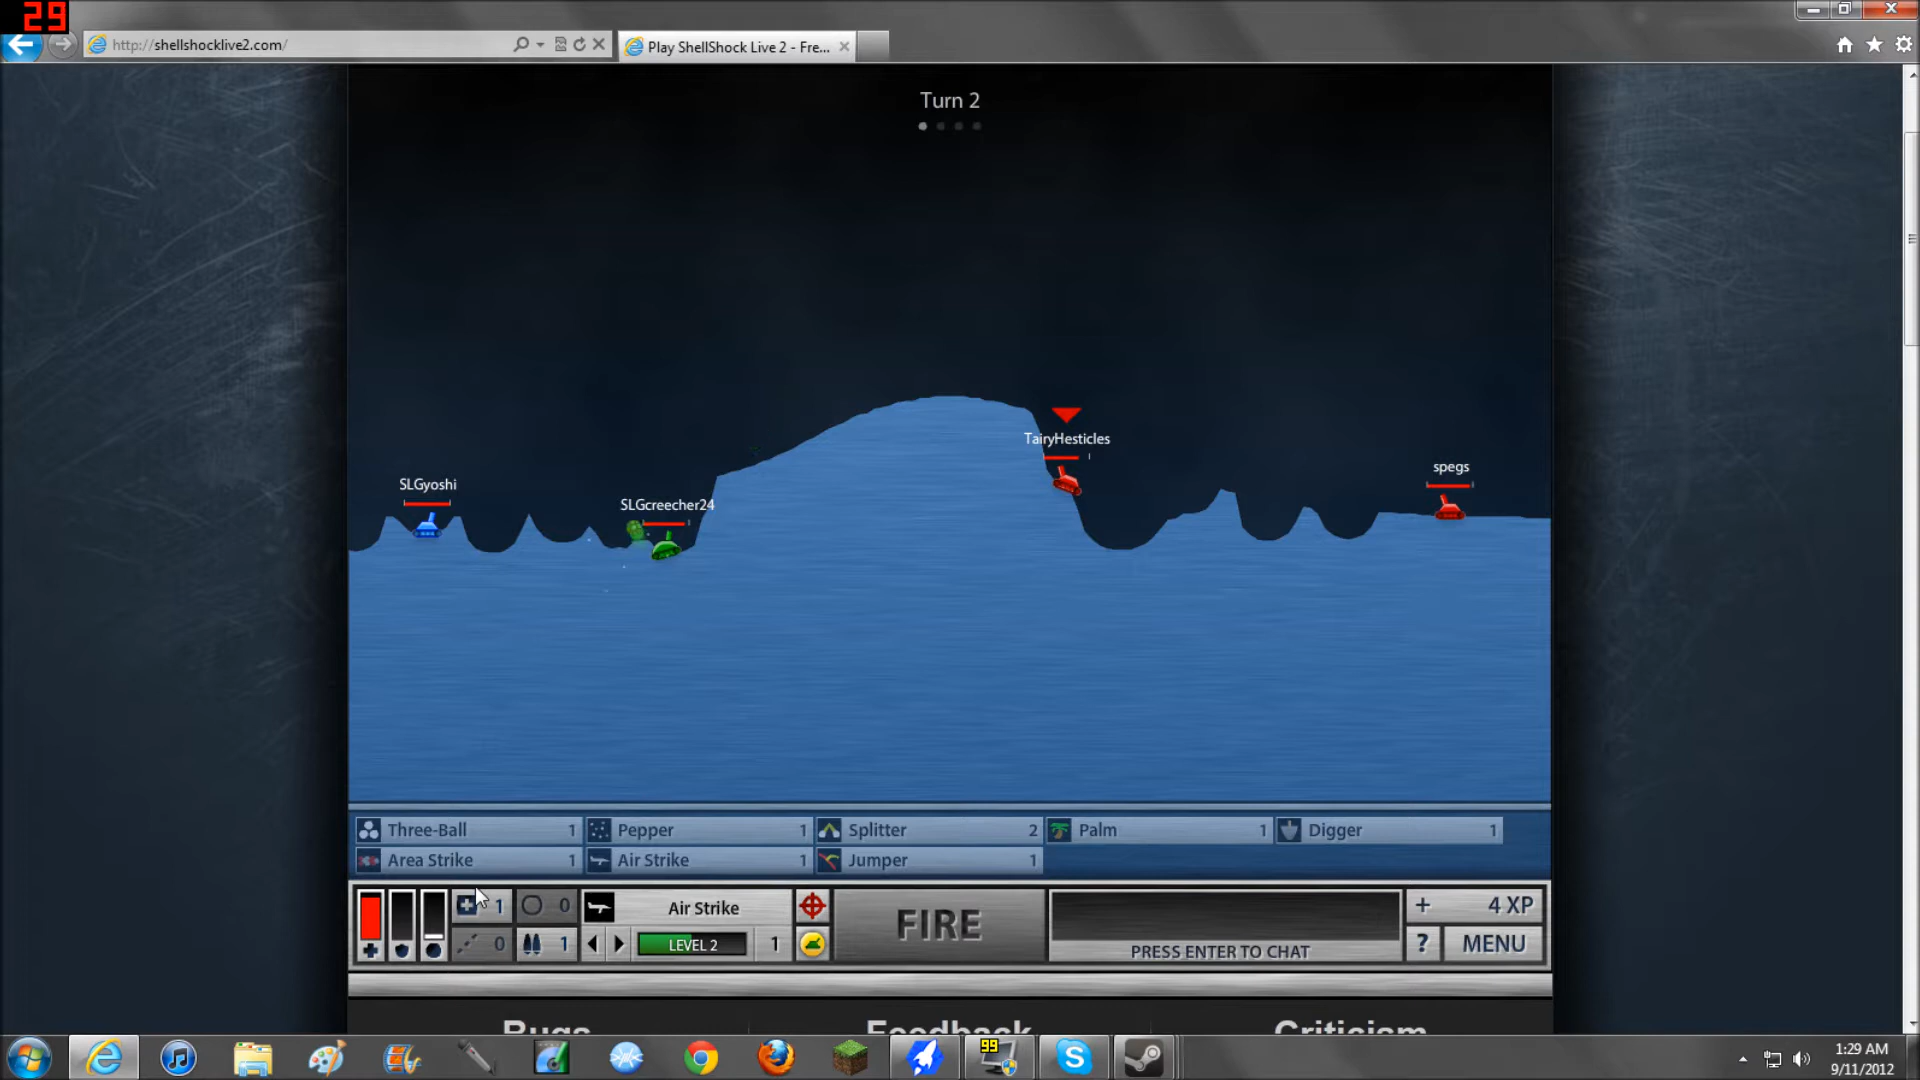 29
http://shellshocklive2.com/
Play ShellShock Live 2 - Fre...
Turn 2
TairyHesticles
spegs
SLGyoshi
SLGcreecher24
Three-Ball 1
Pepper 1
Splitter 2
Palm 1
Digger 1
Area Strike 1
Air Strike 1
Jumper 1
1
0
Air Strike
FIRE
+ 4 XP
0
1
LEVEL 2
1
PRESS ENTER TO CHAT
? MENU
Bugs
Feedback
Criticism
99
1:29 AM
9/11/2012